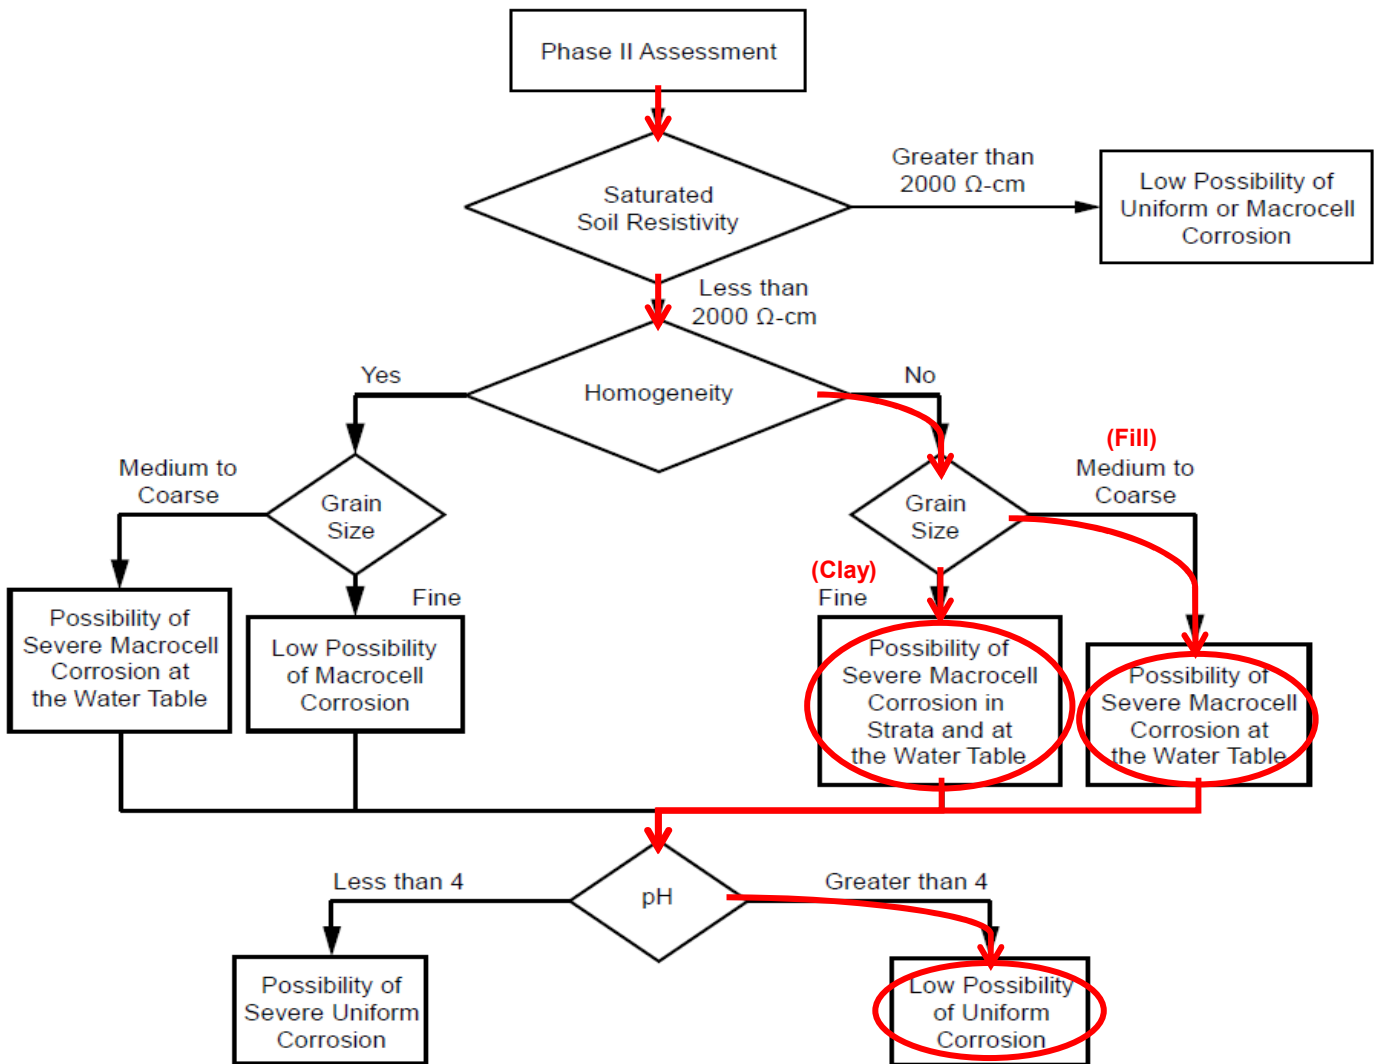 Phase II Assessment
Greater than
2000 Ω-cm
Saturated
Soil Resistivity
Low Possibility of
Uniform or Macrocell
Corrosion
Less than
2000 Ω-cm
Yes
Homogeneity
No
Medium to
Coarse
Grain
Size
Grain
Size
(Fill)
Medium to
Coarse
Fine
(Clay)
Fine
Possibility of
Severe Macrocell
Corrosion at
the Water Table
Low Possibility
of Macrocell
Corrosion
Possibility of
Severe Macrocell
Corrosion in
Strata and at
the Water Table
Possibility of
Severe Macrocell
Corrosion at
the Water Table
Less than 4
pH
Greater than 4
Possibility of
Severe Uniform
Corrosion
Low Possibility
of Uniform
Corrosion